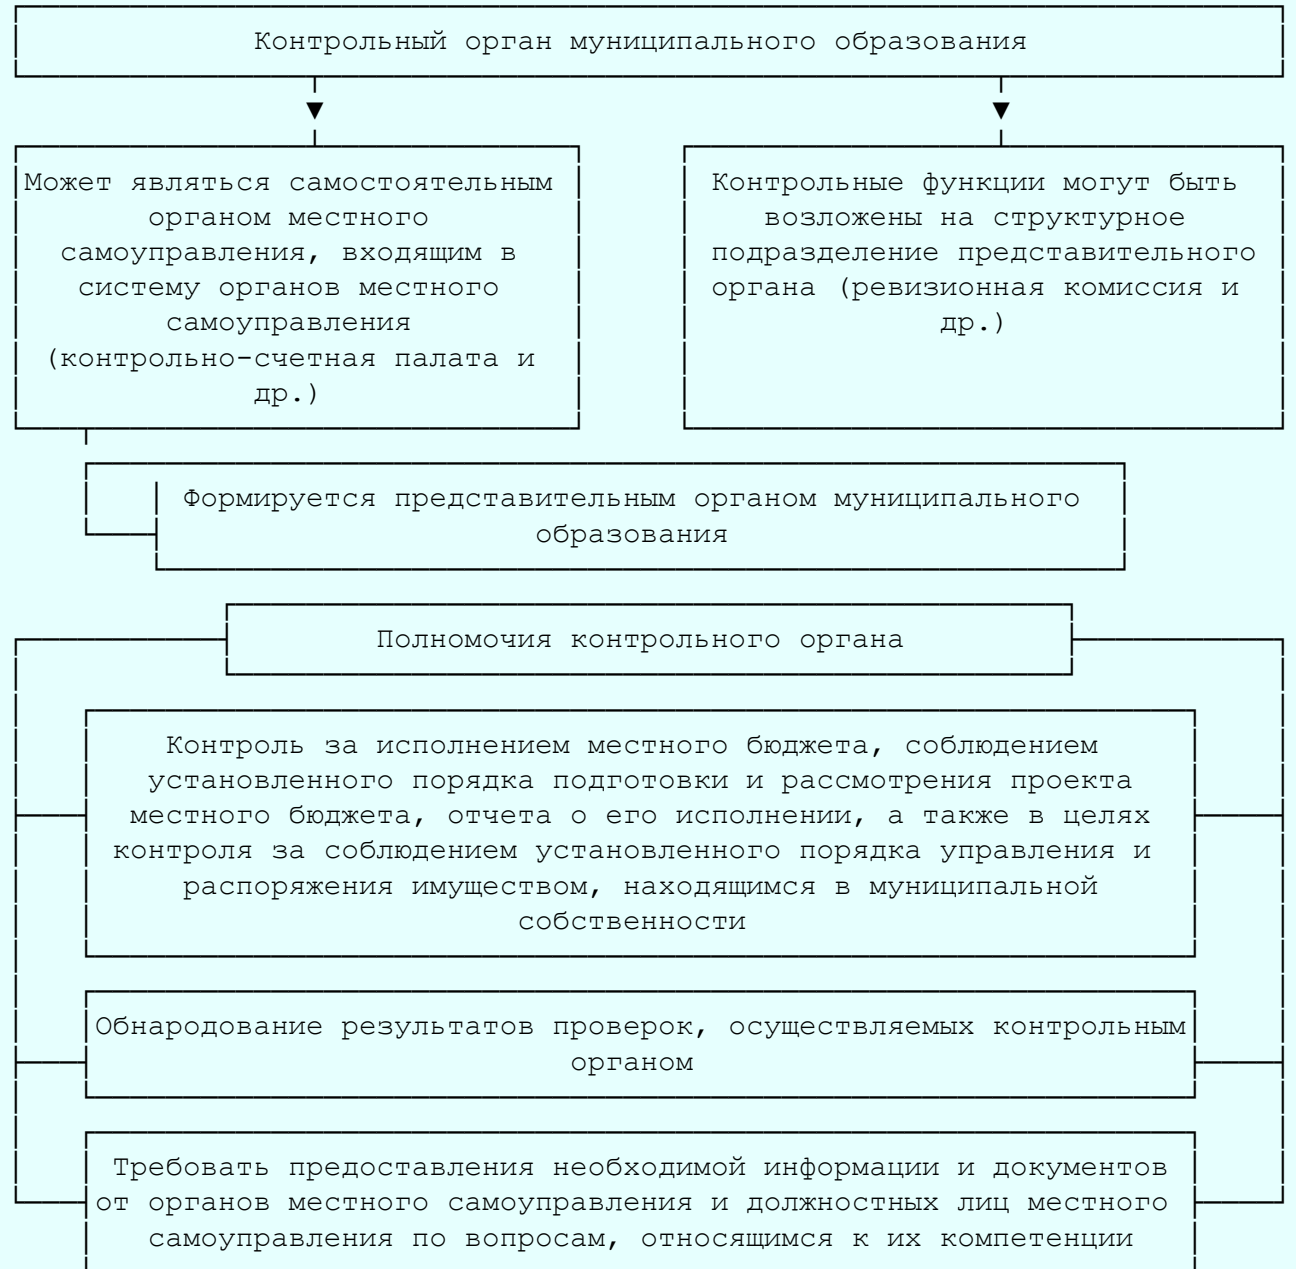 Контрольный орган муниципального образования
Может являться самостоятельным
органом местного
самоуправления, входящим в
систему органов местного
самоуправления
(контрольно-счетная палата и
др.)
Контрольные функции могут быть
возложены на структурное
подразделение представительного
органа (ревизионная комиссия и
др.)
Формируется представительным органом муниципального
образования
Полномочия контрольного органа
Контроль за исполнением местного бюджета, соблюдением
установленного порядка подготовки и рассмотрения проекта
местного бюджета, отчета о его исполнении, а также в целях
контроля за соблюдением установленного порядка управления и
распоряжения имуществом, находящимся в муниципальной
собственности
Обнародование результатов проверок, осуществляемых контрольным
органом
Требовать предоставления необходимой информации и документов
от органов местного самоуправления и должностных лиц местного
самоуправления по вопросам, относящимся к их компетенции